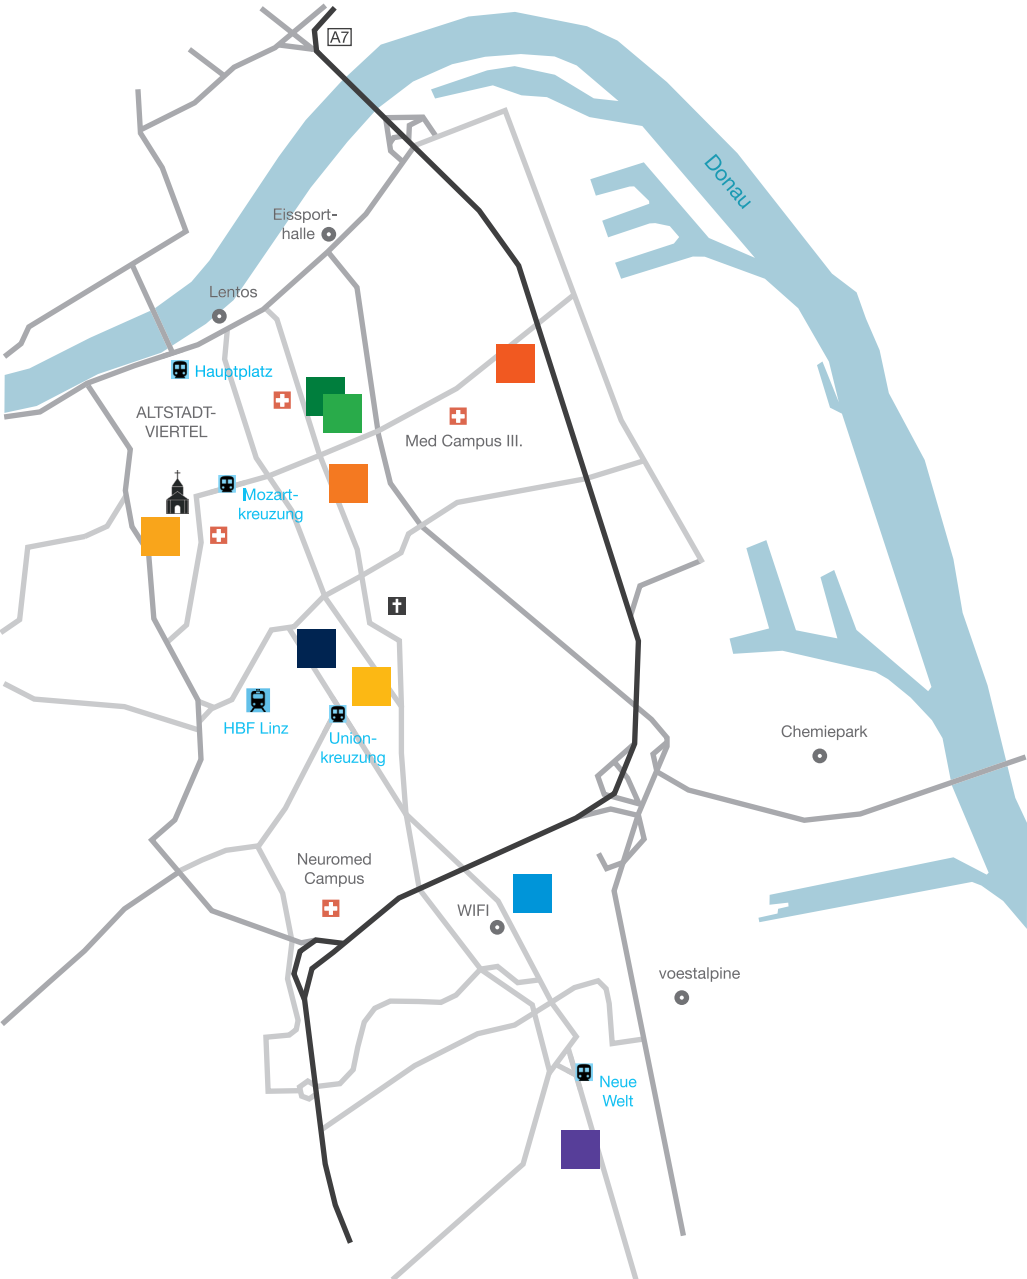 A7
Donau
Eissport-
halle
Lentos
Hauptplatz
ALTSTADT-
VIERTEL
Med Campus III.
Mozart-
kreuzung
HBF Linz
Union-
kreuzung
Chemiepark
Neuromed
Campus
WIFI
voestalpine
Neue
Welt